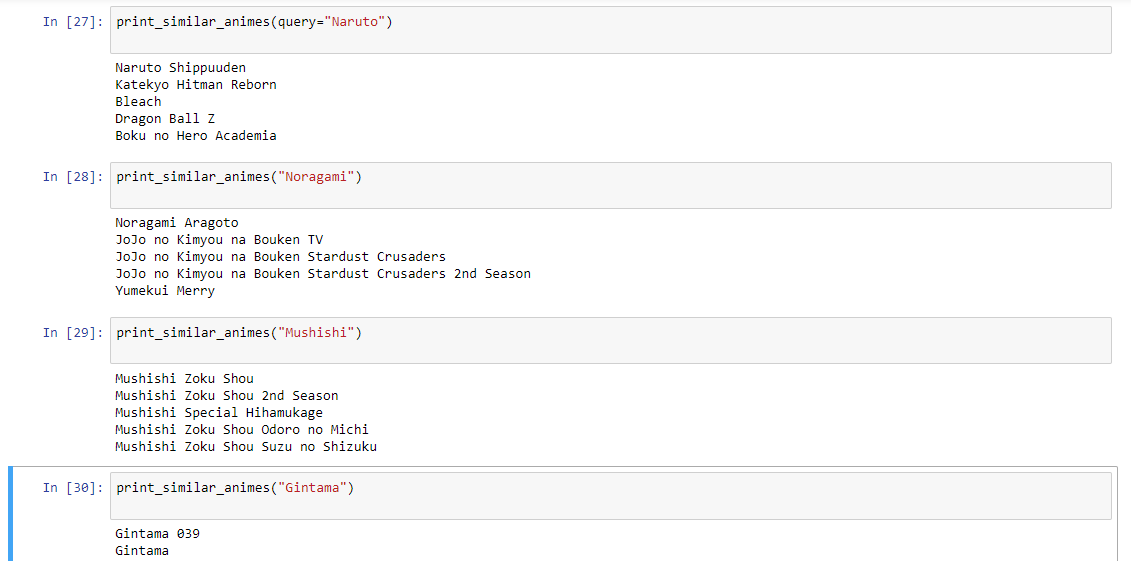 In [27]: print_similar_animes(query="Naruto")
Naruto Shippuuden
Katekyo Hitman Reborn
Bleach
Dragon Ball Z
Boku no Hero Academia
In [28]: print_similar_animes("Noragami")
Noragami Aragoto
JoJo no Kimyou na Bouken TV
JoJo no Kimyou na Bouken Stardust Crusaders
JoJo no Kimyou na Bouken Stardust Crusaders 2nd Season
Yumekui Merry
In [29]: print_similar_animes("Mushishi")
Mushishi Zoku Shou
Mushishi Zoku Shou 2nd Season
Mushishi Special Hihamukage
Mushishi Zoku Shou Odoro no Michi
Mushishi Zoku Shou Suzu no Shizuku
In [30]: print_similar_animes("Gintama")
Gintama 039
Gintama